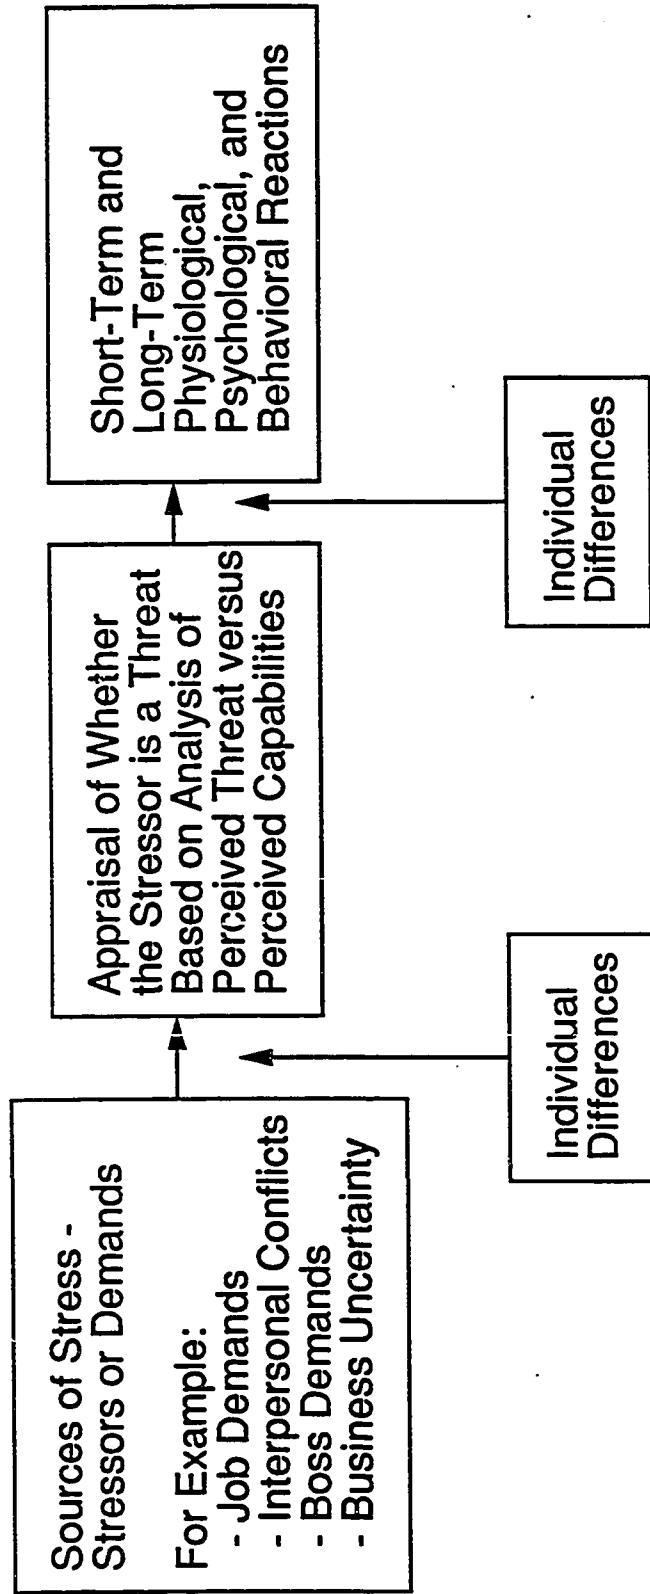 Sources of Stress -
Stressors or Demands
For Example:
- Job Demands
- Interpersonal Conflicts
- Boss Demands
- Business Uncertainty
Appraisal of Whether
the Stressor is a Threat
Based on Analysis of
Perceived Threat versus
Perceived Capabilities
Short-Term and
Long-Term
Physiological,
Psychological, and
Behavioral Reactions
Individual
Differences
Individual
Differences